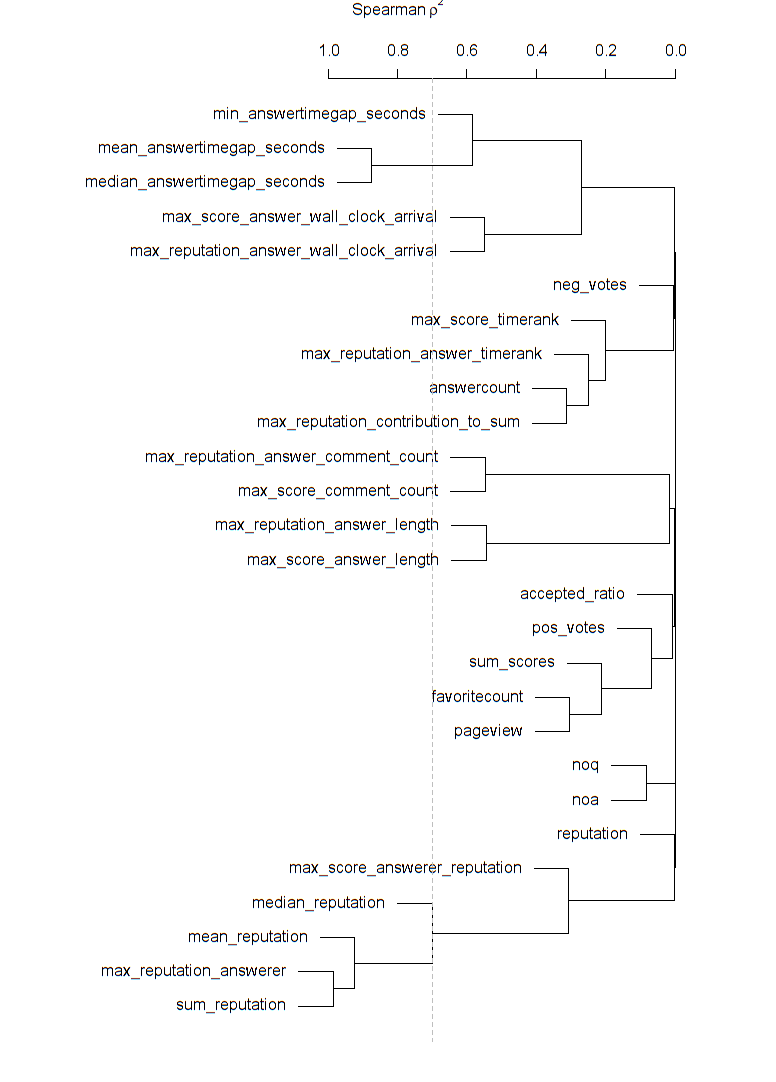 Spearman ρ²
1.0 0.8 0.6 0.4 0.2 0.0
min_answertimegap_seconds
mean_answertimegap_seconds
median_answertimegap_seconds
max_score_answer_wall_clock_arrival
max_reputation_answer_wall_clock_arrival
neg_votes
max_score_timerank
max_reputation_answer_timerank
answercount
max_reputation_contribution_to_sum
max_reputation_answer_comment_count
max_score_comment_count
max_reputation_answer_length
max_score_answer_length
accepted_ratio
pos_votes
sum_scores
favoritecount
pageview
noq
noa
reputation
max_score_answerer_reputation
median_reputation
mean_reputation
max_reputation_answerer
sum_reputation